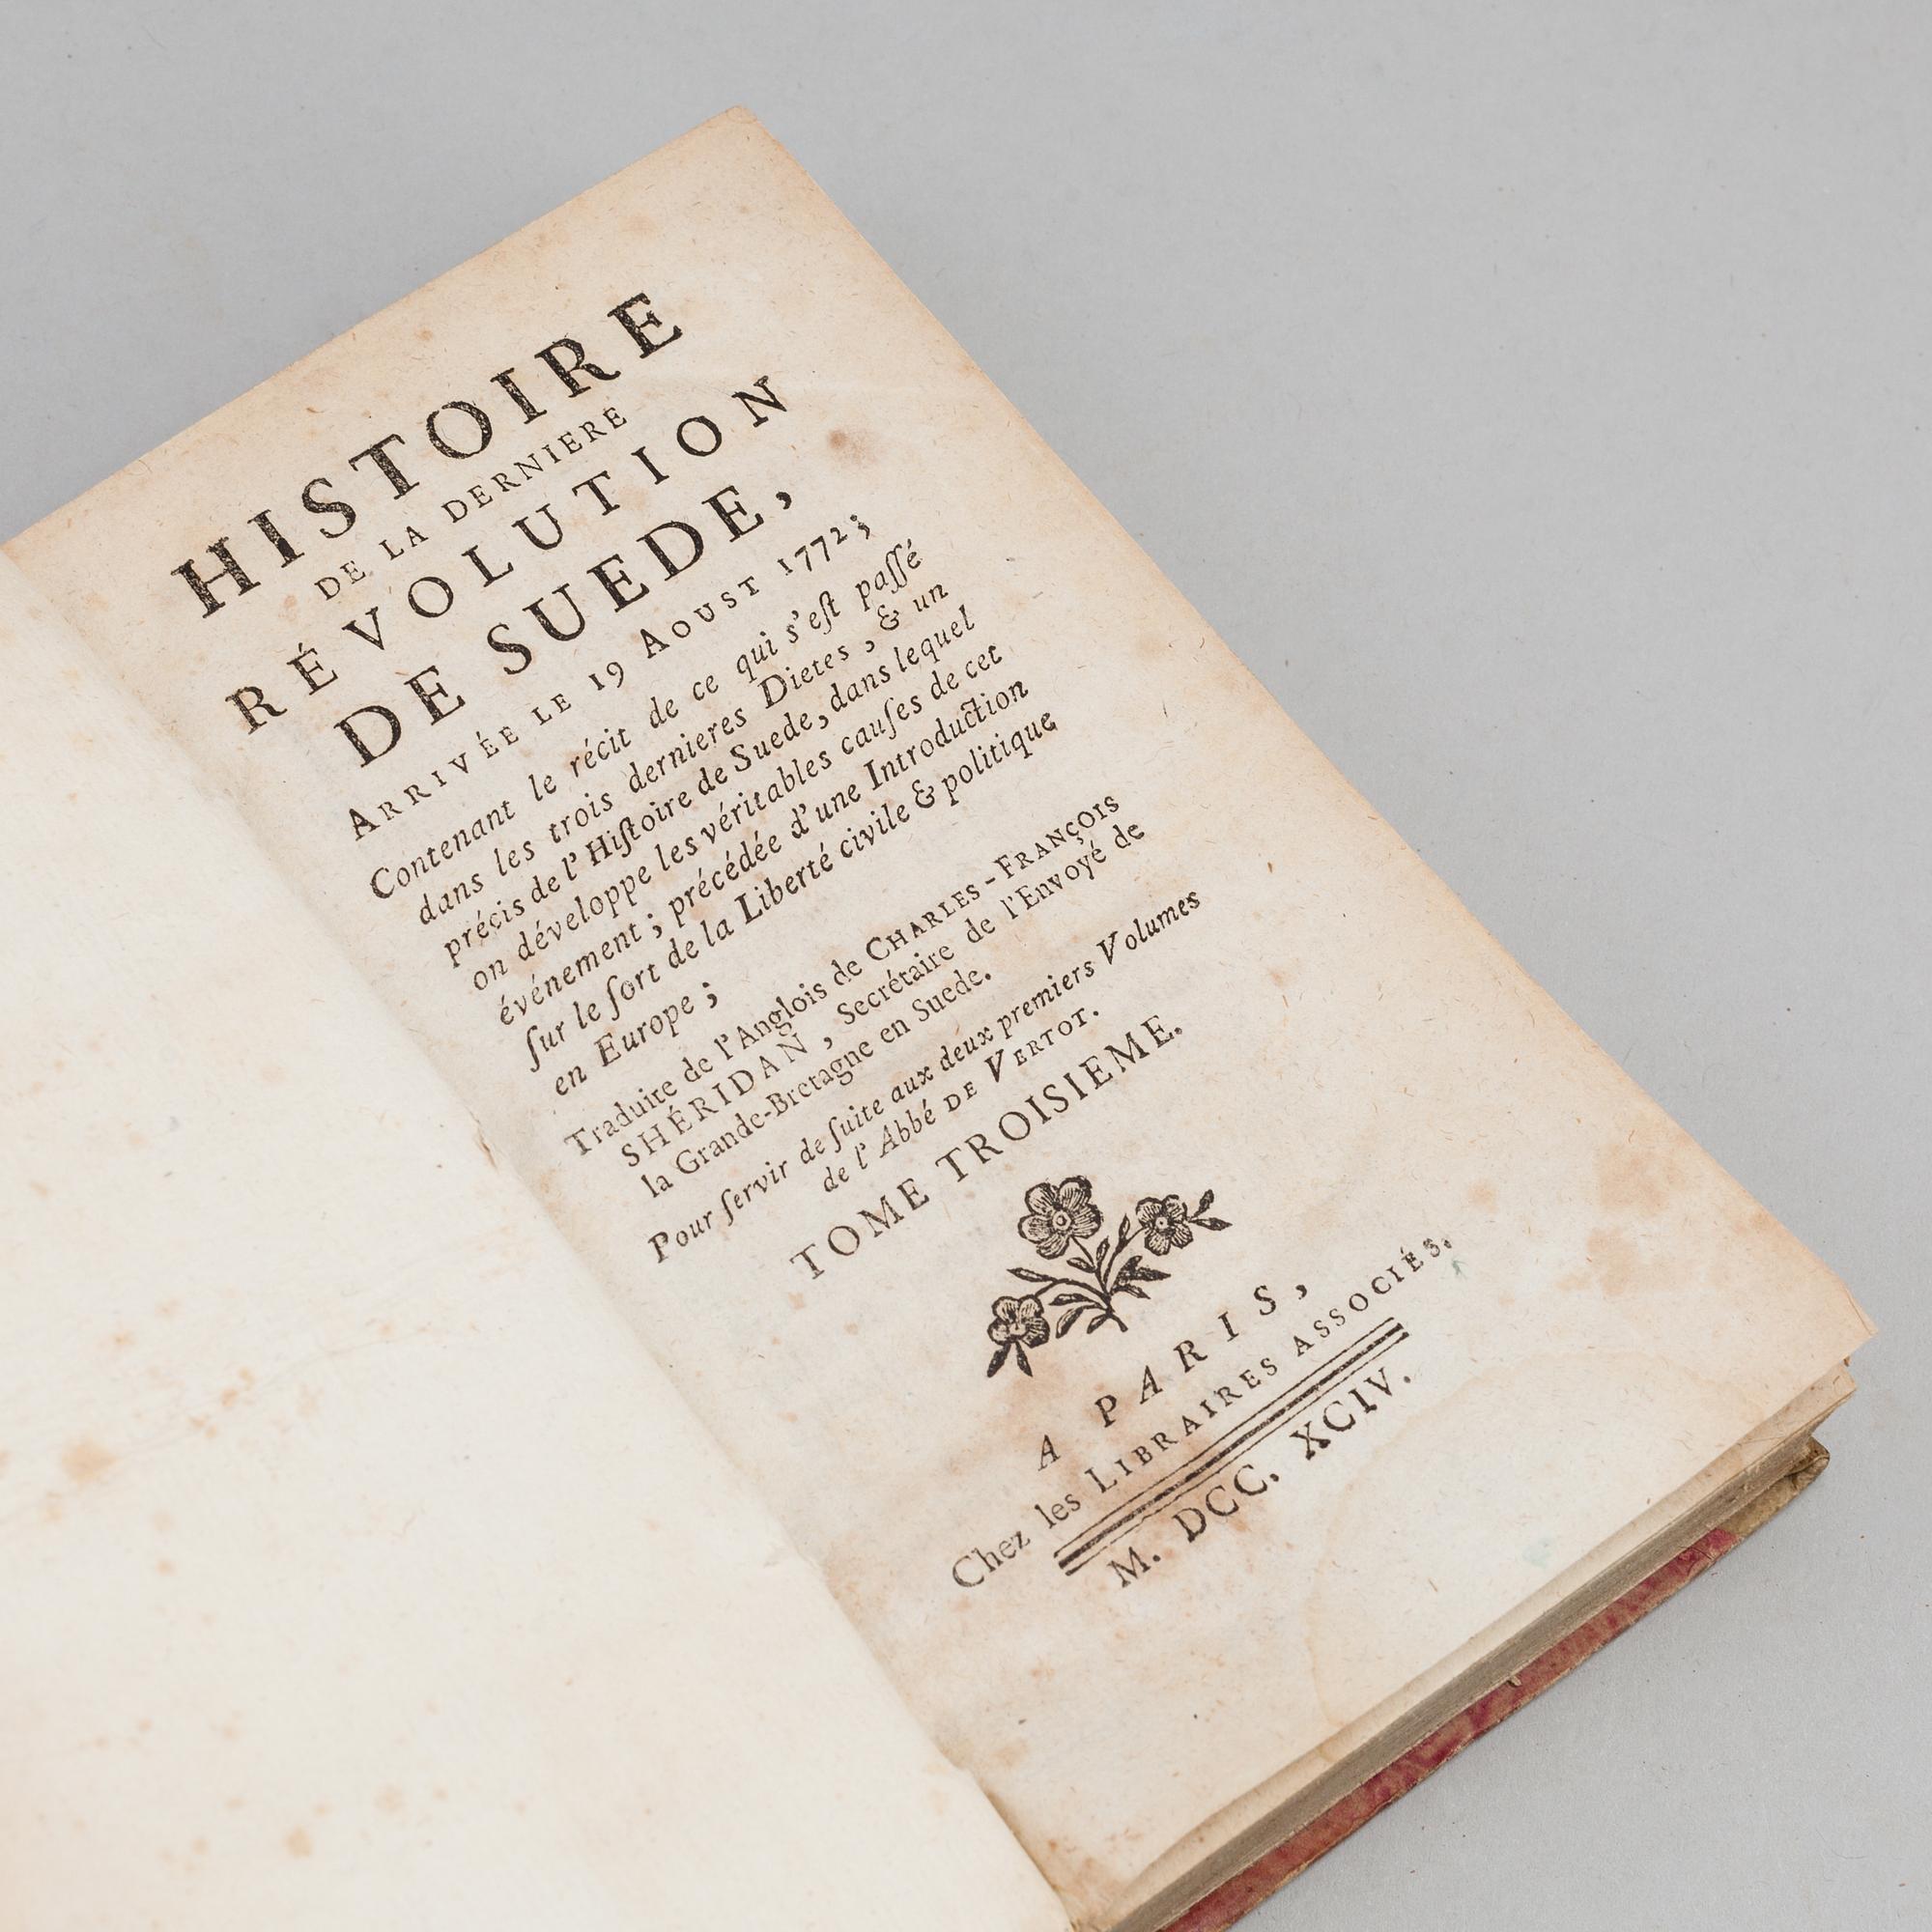 HISTOIRE
DE LA DERNIERE
RÉVOLUTION
DE SUEDE,
ARRIVÉE LE 19 AOUST 1772;
Contenant le récit de ce qui s'eſt paſſé
dans les trois dernieres Dietes, & un
précis de l'Hiſtoire de Suede, dans lequel
on développe les véritables cauſes de cet
événement; précédée d'une Introduction
ſur le ſort de la Liberté civile & politique
en Europe;
Traduite de l'Anglois de CHARLES-FRANÇOIS
SHÉRIDAN, Secrétaire de l'Envoyé de
la Grande-Bretagne en Suede.
Pour ſervir de ſuite aux deux premiers Volumes
de l'Abbé DE VERTOT.
TOME TROISIEME.
A PARIS,
Chez les LIBRAIRES ASSOCIÉS.
M. DCC. XCIV.